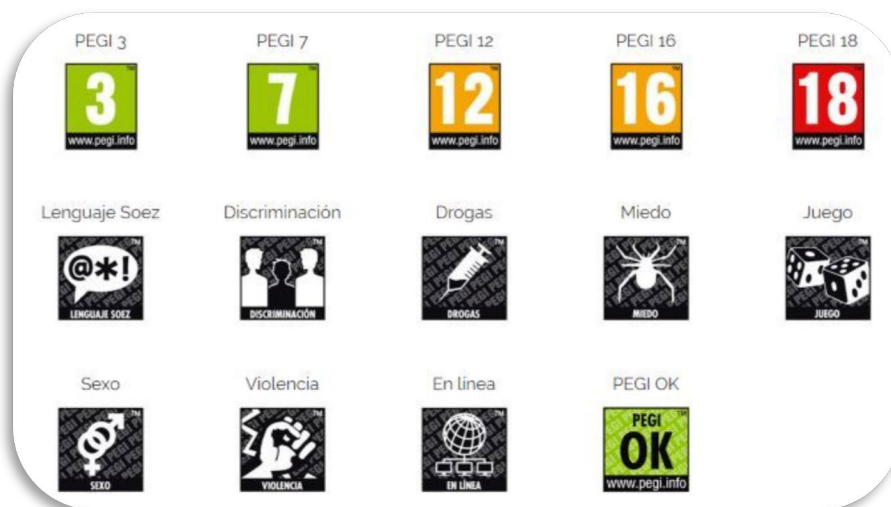 PEGI 3 PEGI 7 PEGI 12 PEGI 16 PEGI 18
3 7 12 16 18
www.pegi.info www.pegi.info www.pegi.info www.pegi.info www.pegi.info
Lenguaje Soez Discriminación Drogas Miedo Juego
@*!
LENGUAJE SOEZ DISCRIMINACIÓN DROGAS MIEDO JUEGO
Sexo Violencia En línea PEGI OK
PEGI
OK
SEXO VIOLENCIA EN LÍNEA www.pegi.info